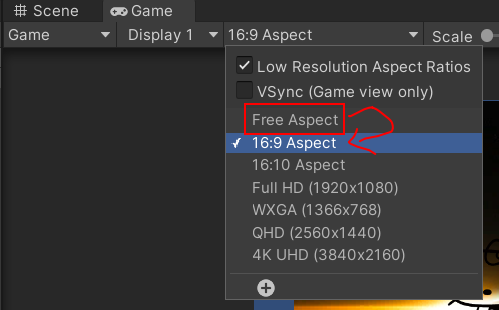 Scene Game
Game Display 1 16:9 Aspect Scale
Low Resolution Aspect Ratios
VSync (Game view only)
Free Aspect
16:9 Aspect
16:10 Aspect
Full HD (1920x1080)
WXGA (1366x768)
QHD (2560x1440)
4K UHD (3840x2160)